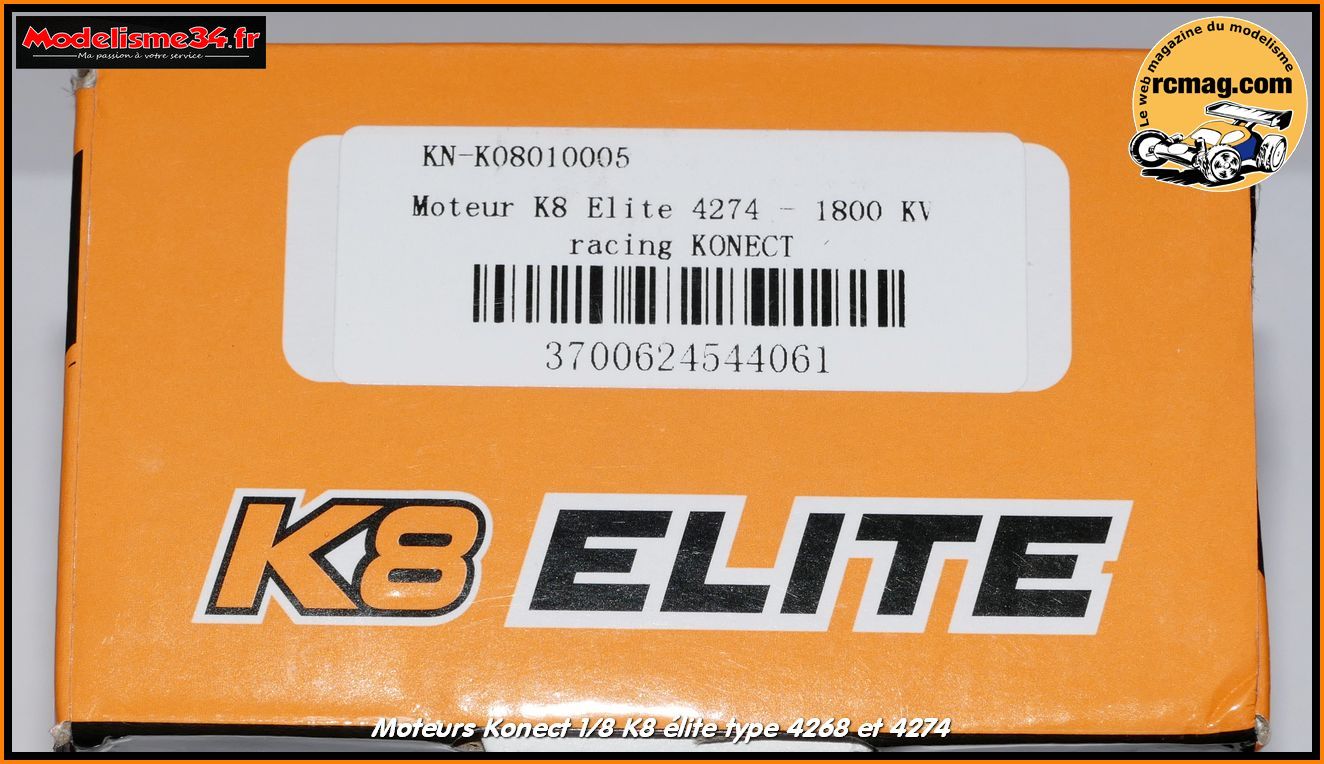 Modelisme34.fr
Ma passion à votre service
Le web magazine du modelisme
rcmag.com
KN-K08010005
Moteur K8 Elite 4274 - 1800 KV
racing KONECT
3700624544061
K8 ELITE
Moteurs Konect 1/8 K8 élite type 4268 et 4274